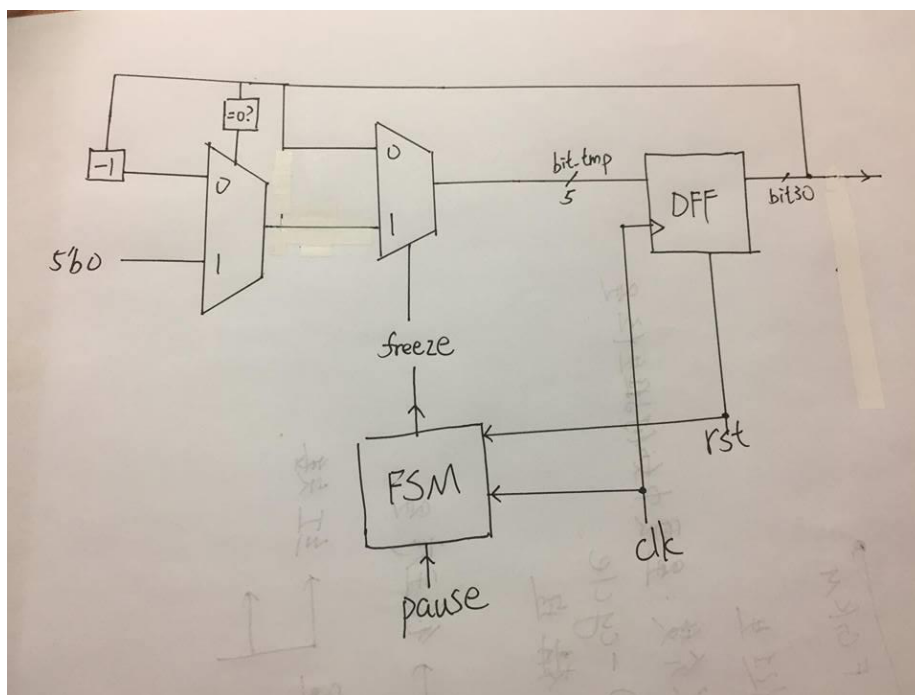 =0?
-1
0
1
5'b0
0
1
bit_tmp
5
DFF
bit30
freeze
FSM
rst
clk
pause